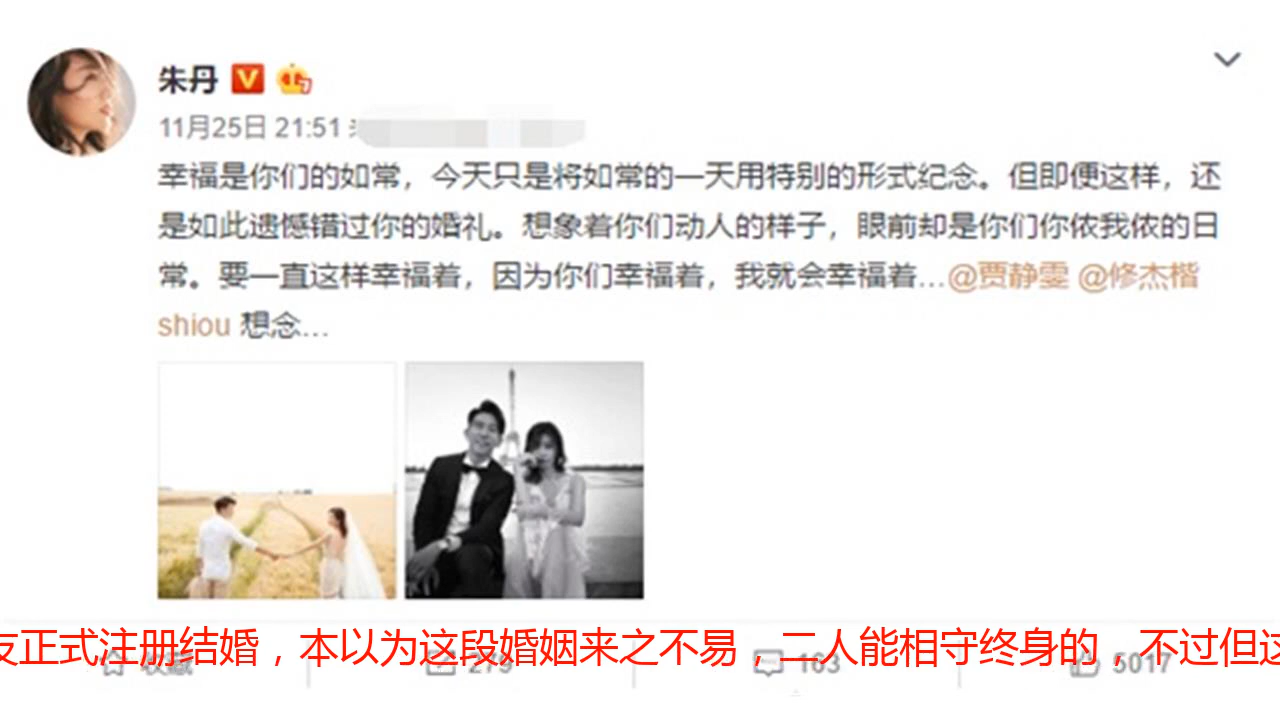 朱丹
11月25日 21:51
幸福是你们的如常，今天只是将如常的一天用特别的形式纪念。但即便这样，还
是如此遗憾错过你的婚礼。想象着你们动人的样子，眼前却是你们你侬我侬的日
常。要一直这样幸福着，因为你们幸福着，我就会幸福着...@贾静雯 @修杰楷
shiou 想念...
友正式注册结婚，本以为这段婚姻来之不易，二人能相守终身的，不过但这
收藏 279 163 5017